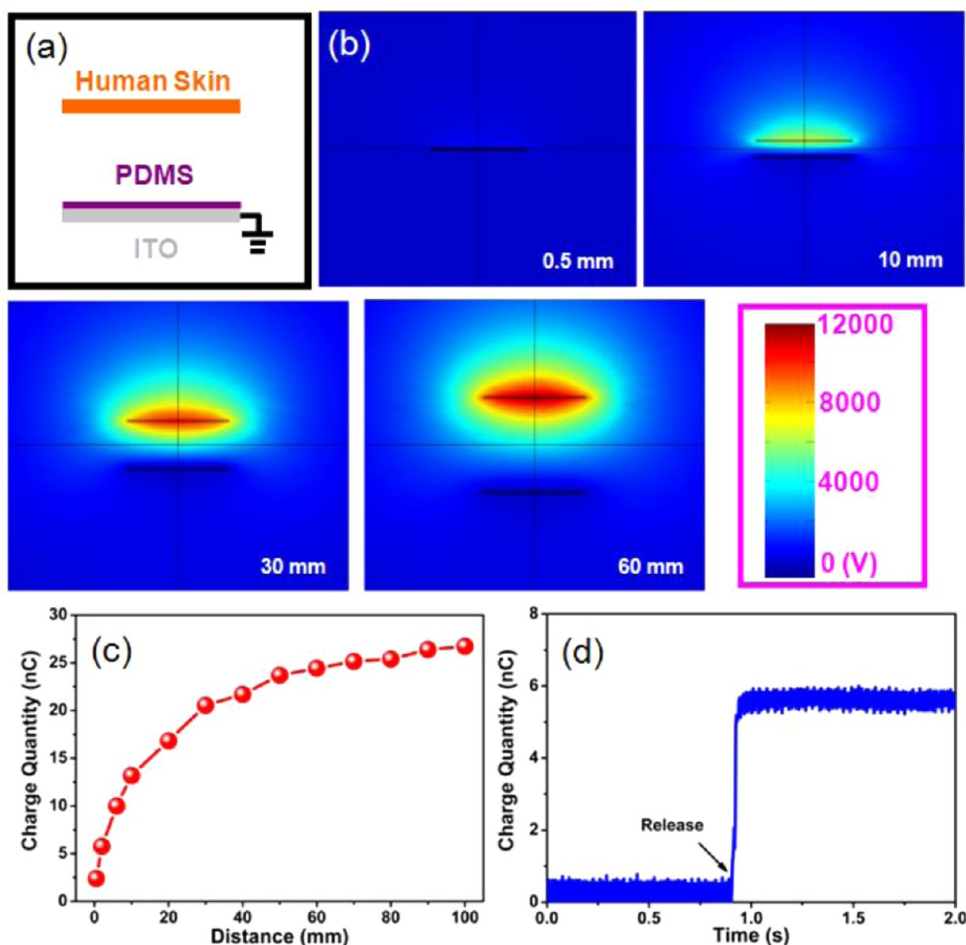 (a)
Human Skin
PDMS
ITO
(b)
0.5 mm
10 mm
30 mm
60 mm
12000
8000
4000
0 (V)
(c)
Charge Quantity (nC)
30
25
20
15
10
5
0
0 20 40 60 80 100
Distance (mm)
(d)
Charge Quantity (nC)
8
6
4
2
0
Release
0.0 0.5 1.0 1.5 2.0
Time (s)